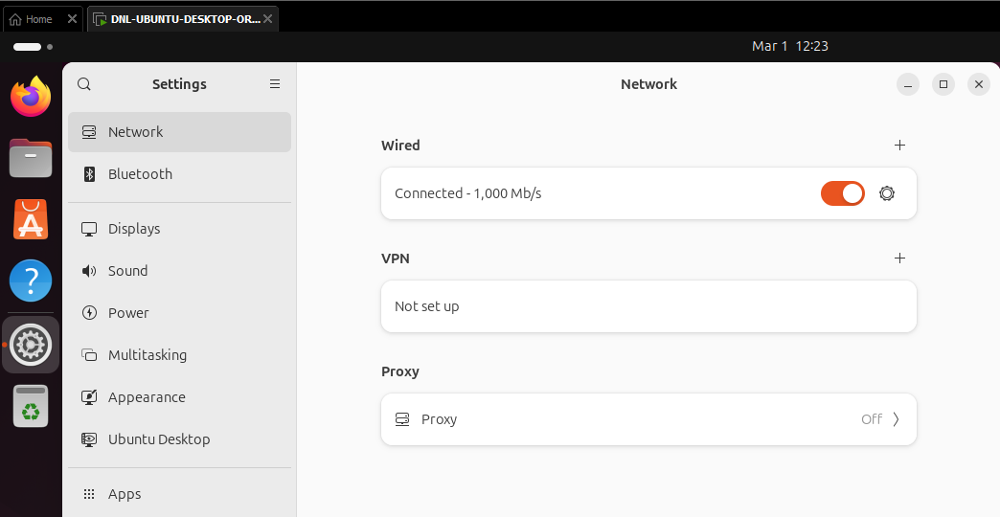 Home
DNL-UBUNTU-DESKTOP-OR...
Mar 1 12:23
Settings
Network
Network
Bluetooth
Displays
Sound
Power
Multitasking
Appearance
Ubuntu Desktop
Apps
Wired
Connected - 1,000 Mb/s
VPN
Not set up
Proxy
Proxy
Off